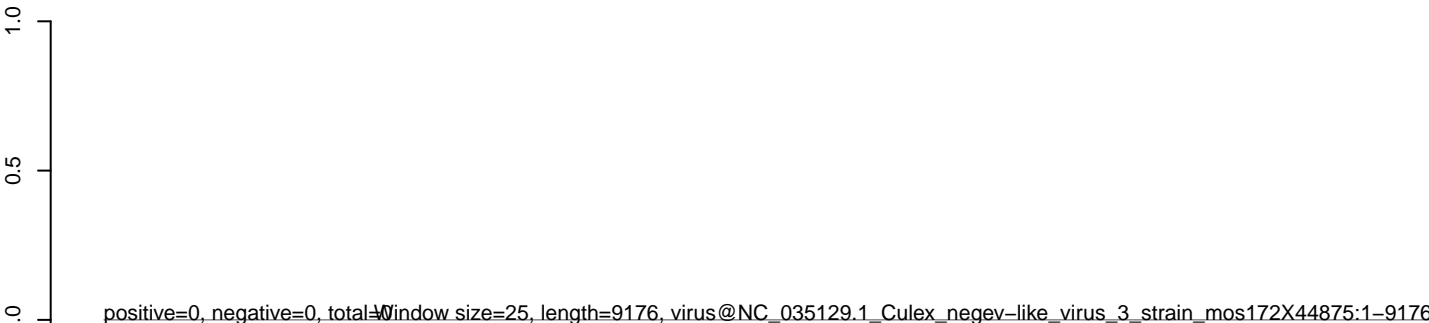 1.0
0.5
.0
positive=0, negative=0, total=0
Window size=25, length=9176, virus@NC_035129.1_Culex_negev−like_virus_3_strain_mos172X44875:1−9176